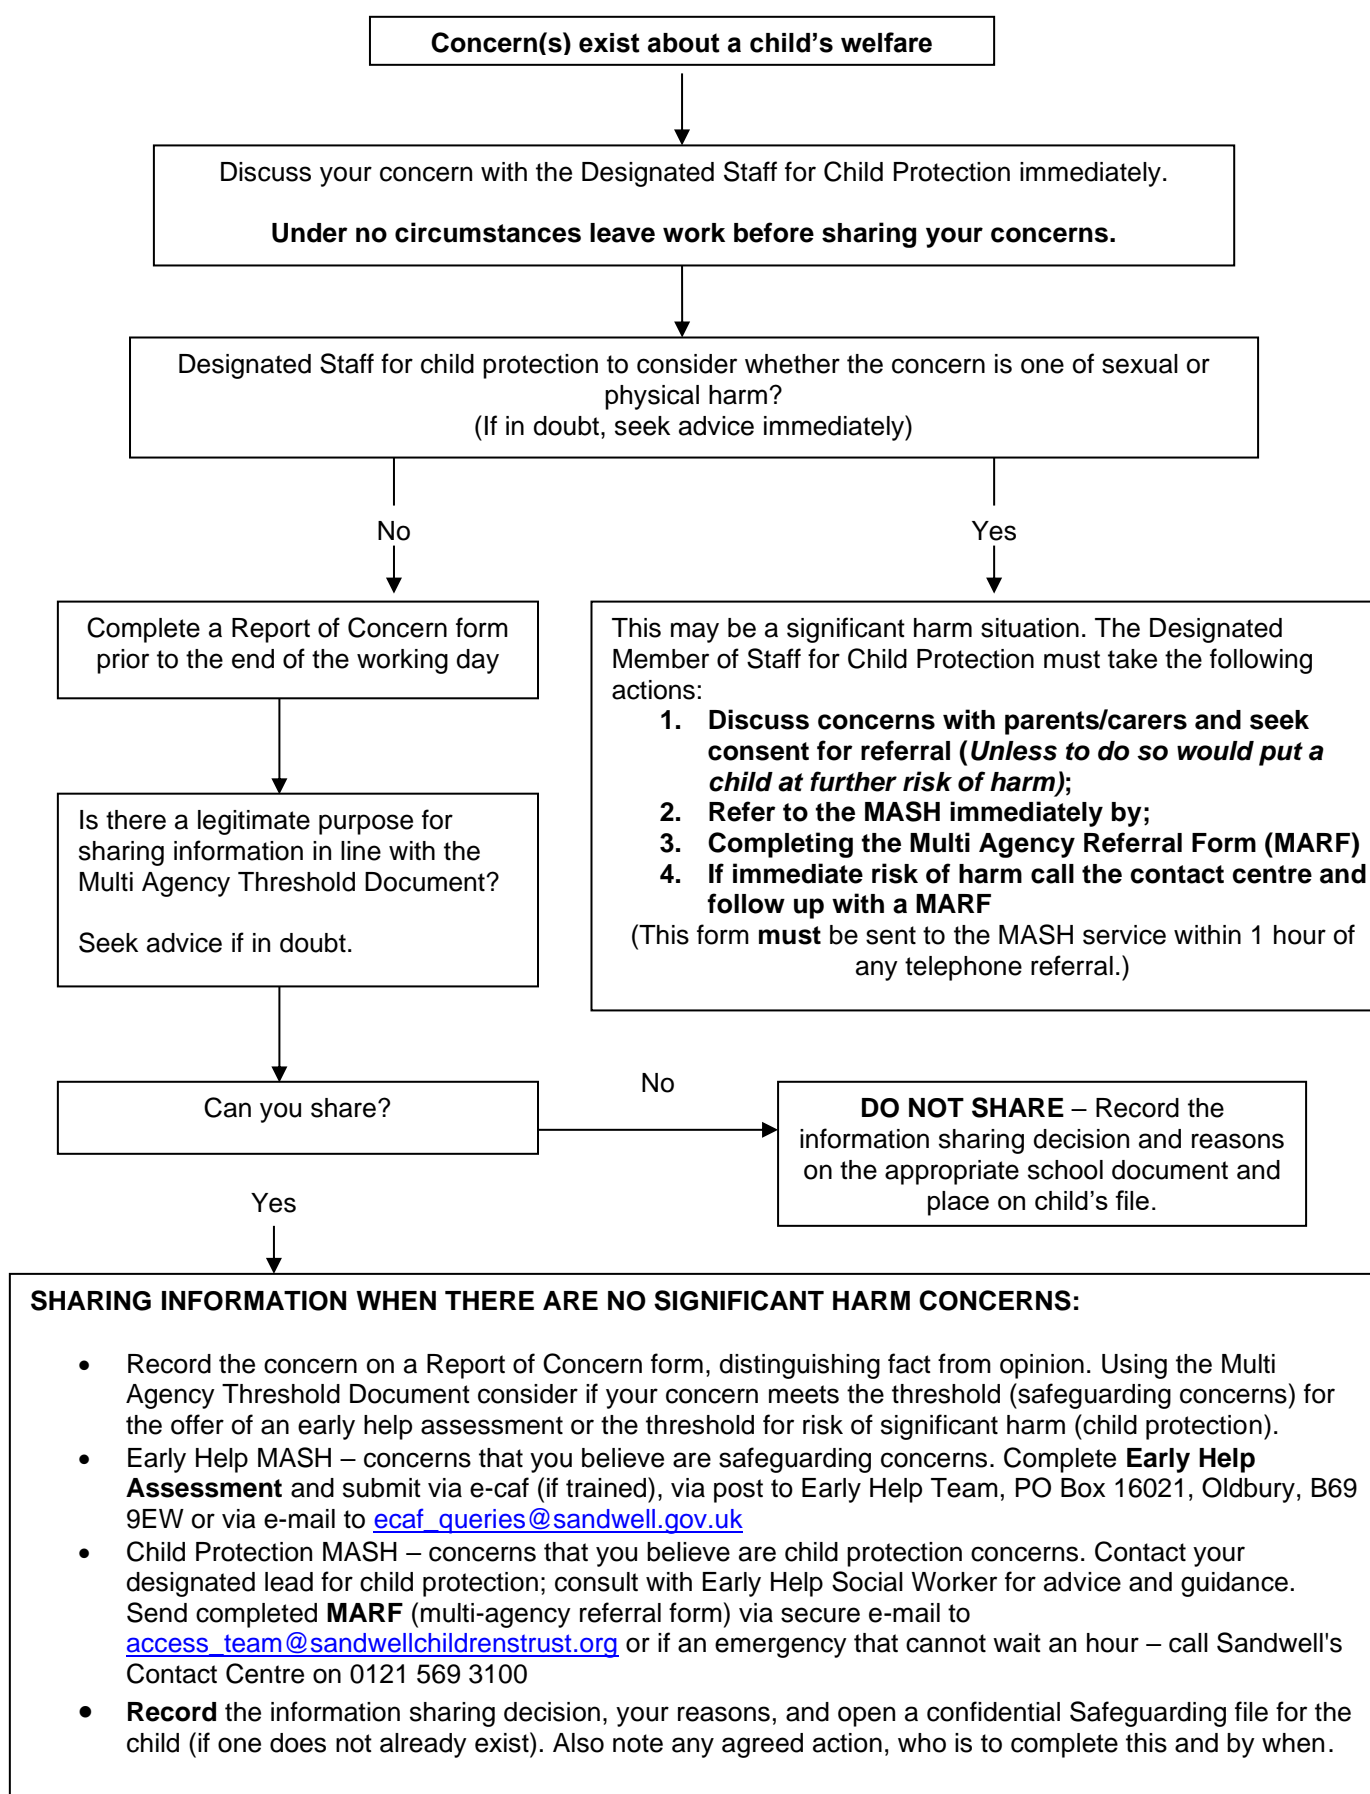 Concern(s) exist about a child's welfare
Discuss your concern with the Designated Staff for Child Protection immediately.
Under no circumstances leave work before sharing your concerns.
Designated Staff for child protection to consider whether the concern is one of sexual or
physical harm?
(If in doubt, seek advice immediately)
No
Yes
Complete a Report of Concern form
prior to the end of the working day
This may be a significant harm situation. The Designated
Member of Staff for Child Protection must take the following
actions:
1. Discuss concerns with parents/carers and seek
consent for referral (Unless to do so would put a
child at further risk of harm);
2. Refer to the MASH immediately by;
3. Completing the Multi Agency Referral Form (MARF)
4. If immediate risk of harm call the contact centre and
follow up with a MARF
(This form must be sent to the MASH service within 1 hour of
any telephone referral.)
Is there a legitimate purpose for
sharing information in line with the
Multi Agency Threshold Document?
Seek advice if in doubt.
Can you share?
No
DO NOT SHARE – Record the
information sharing decision and reasons
on the appropriate school document and
place on child's file.
Yes
SHARING INFORMATION WHEN THERE ARE NO SIGNIFICANT HARM CONCERNS:
• Record the concern on a Report of Concern form, distinguishing fact from opinion. Using the Multi
Agency Threshold Document consider if your concern meets the threshold (safeguarding concerns) for
the offer of an early help assessment or the threshold for risk of significant harm (child protection).
• Early Help MASH – concerns that you believe are safeguarding concerns. Complete Early Help
Assessment and submit via e-caf (if trained), via post to Early Help Team, PO Box 16021, Oldbury, B69
9EW or via e-mail to ecaf_queries@sandwell.gov.uk
• Child Protection MASH – concerns that you believe are child protection concerns. Contact your
designated lead for child protection; consult with Early Help Social Worker for advice and guidance.
Send completed MARF (multi-agency referral form) via secure e-mail to
access_team@sandwellchildrenstrust.org or if an emergency that cannot wait an hour – call Sandwell's
Contact Centre on 0121 569 3100
• Record the information sharing decision, your reasons, and open a confidential Safeguarding file for the
child (if one does not already exist). Also note any agreed action, who is to complete this and by when.